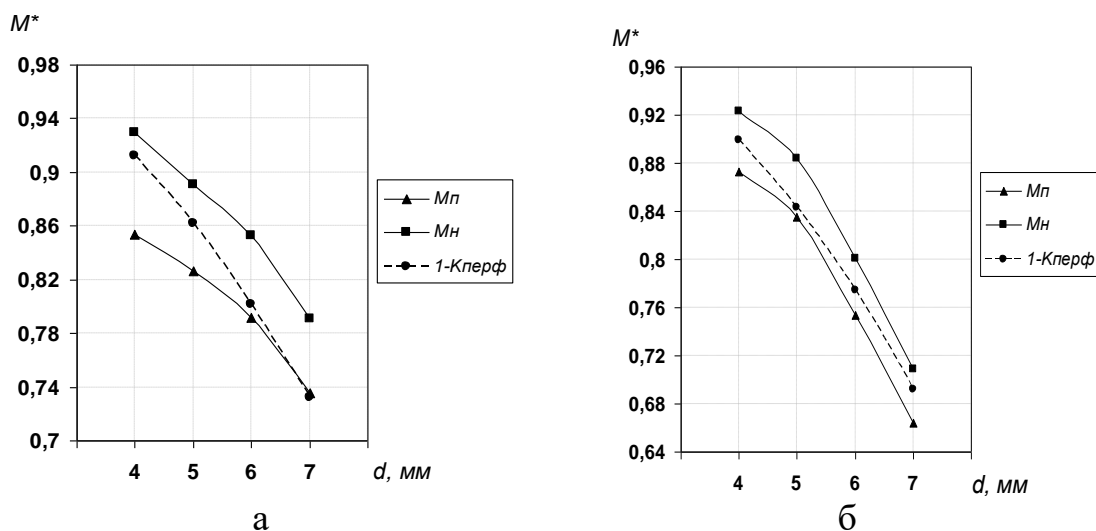 M*
0,98
0,94
0,9
0,86
0,82
0,78
0,74
0,7
4 5 6 7 d, мм
Мп
Мн
1-Кперф
а
M*
0,96
0,92
0,88
0,84
0,8
0,76
0,72
0,68
0,64
4 5 6 7 d, мм
Мп
Мн
1-Кперф
б